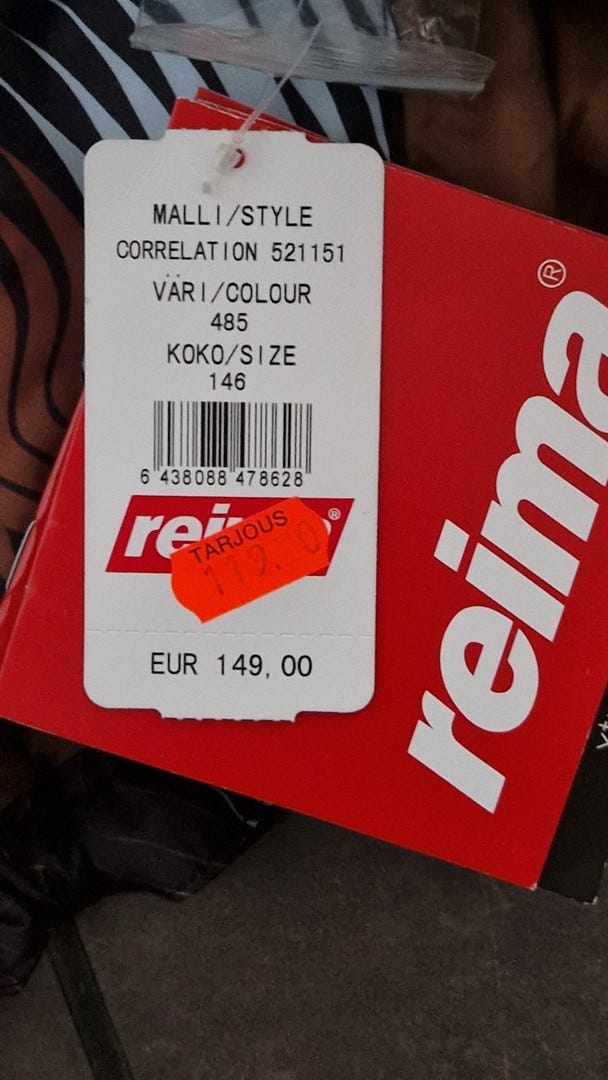 MALLI/STYLE
CORRELATION 521151
VÄRI/COLOUR
485
KOKO/SIZE
146
6 438088 478628
TARJOUS
EUR 149,00
reima®